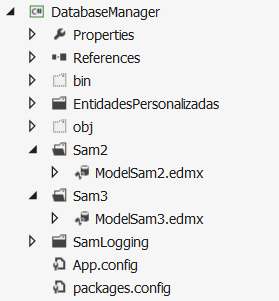 DatabaseManager
Properties
References
bin
EntidadesPersonalizadas
obj
Sam2
ModelSam2.edmx
Sam3
ModelSam3.edmx
SamLogging
App.config
packages.config